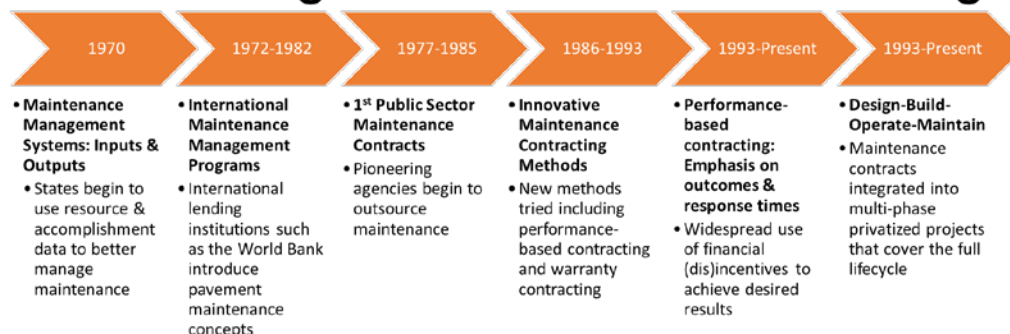 1970
1972-1982
1977-1985
1986-1993
1993-Present
1993-Present
• Maintenance
Management
Systems: Inputs &
Outputs
• States begin to
use resource &
accomplishment
data to better
manage
maintenance
• International
Maintenance
Management
Programs
• International
lending
institutions such
as the World Bank
introduce
pavement
maintenance
concepts
• 1st Public Sector
Maintenance
Contracts
• Pioneering
agencies begin to
outsource
maintenance
• Innovative
Maintenance
Contracting
Methods
• New methods
tried including
performance-
based contracting
and warranty
contracting
• Performance-
based
contracting:
Emphasis on
outcomes &
response times
• Widespread use
of financial
(dis)incentives to
achieve desired
results
• Design-Build-
Operate-Maintain
• Maintenance
contracts
integrated into
multi-phase
privatized projects
that cover the full
lifecycle